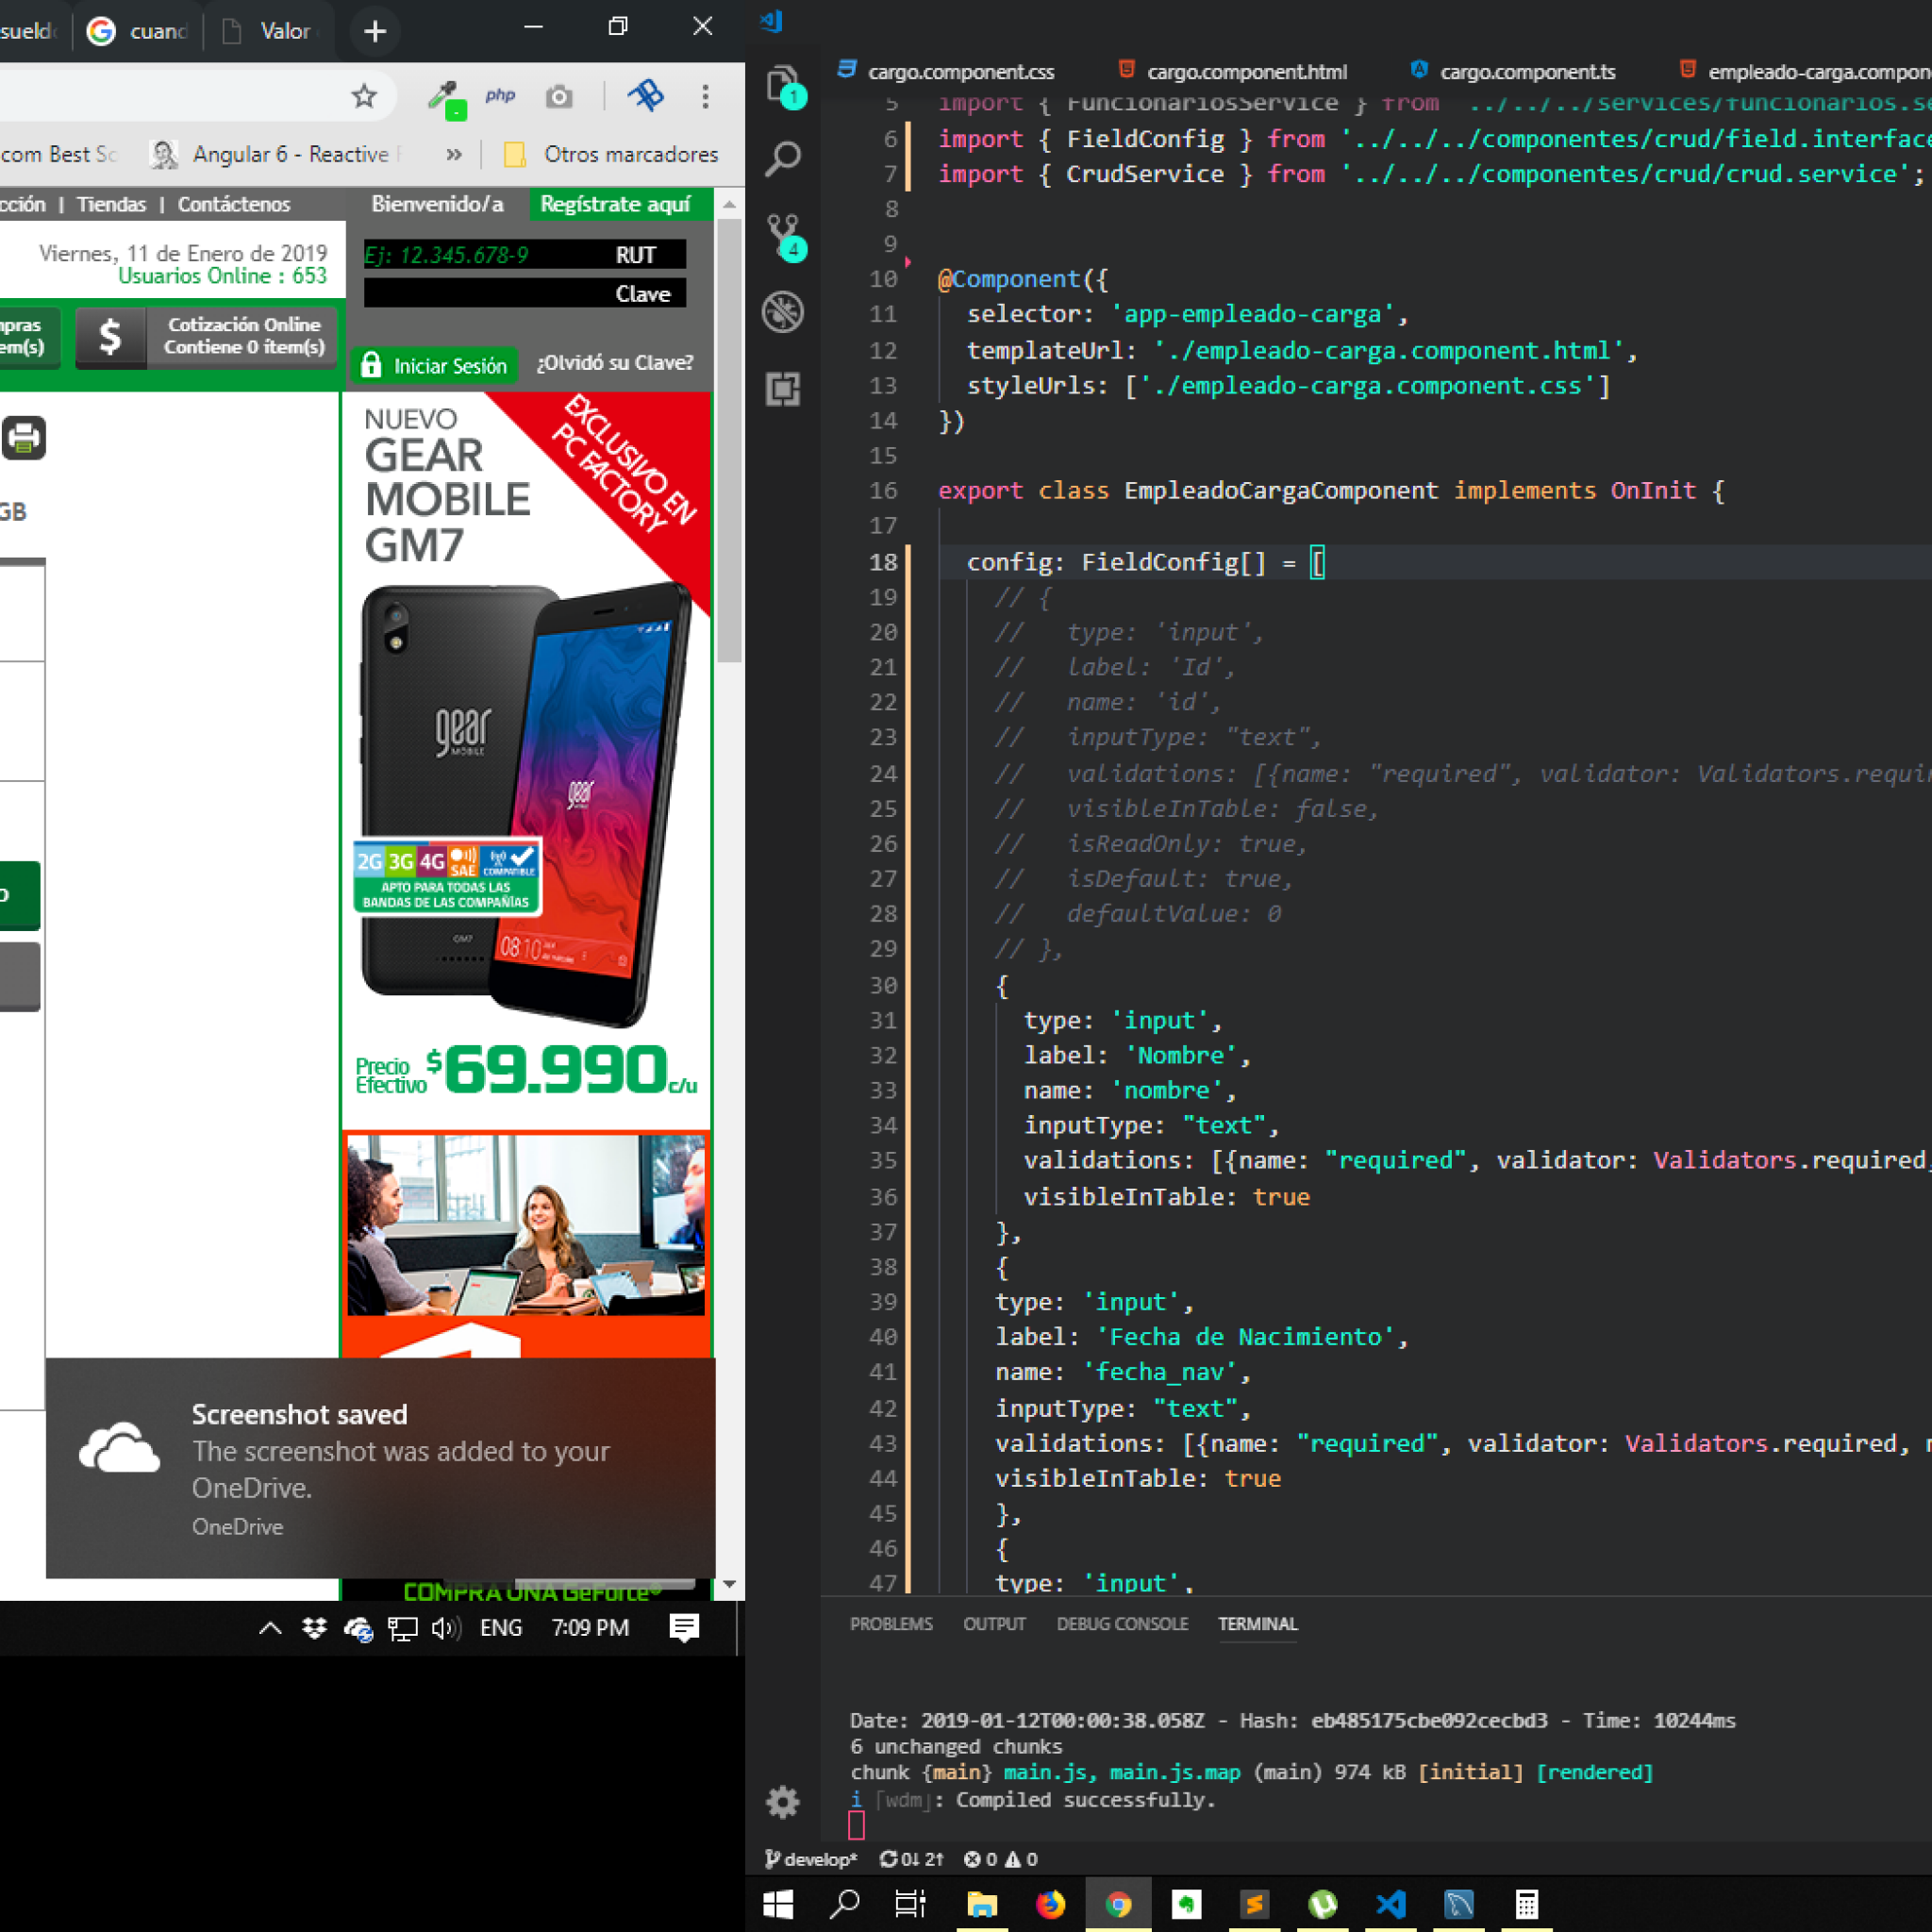 cuand
Valor
php
com Best Sc
Angular 6 - Reactive F
»
Otros marcadores
cción | Tiendas | Contáctenos
Bienvenido/a
Regístrate aquí
Viernes, 11 de Enero de 2019
Usuarios Online : 653
Ej: 12.345.678-9
RUT
Clave
em(s)
$
Cotización Online
Contiene 0 ítem(s)
Iniciar Sesión
¿Olvidó su Clave?
GB
NUEVO
GEAR
MOBILE
GM7
EXCLUSIVO EN
PC FACTORY
gear
MOBILE
gear
2G 3G 4G SAE COMPATIBLE
APTO PARA TODAS LAS
BANDAS DE LAS COMPAÑÍAS
GM7
08:10
Precio
Efectivo
$69.990 c/u
Screenshot saved
The screenshot was added to your
OneDrive.
OneDrive
COMPRA UNA GeForce®
ENG
7:09 PM
1
4
cargo.component.css
cargo.component.html
cargo.component.ts
empleado-carga.compon
5 import { FuncionariosService } from '../../../services/funcionarios.se
6 import { FieldConfig } from '../../../componentes/crud/field.interface
7 import { CrudService } from '../../../componentes/crud/crud.service';
8
9
10 @Component({
11 selector: 'app-empleado-carga',
12 templateUrl: './empleado-carga.component.html',
13 styleUrls: ['./empleado-carga.component.css']
14 })
15
16 export class EmpleadoCargaComponent implements OnInit {
17
18 config: FieldConfig[] = [
19 // {
20 // type: 'input',
21 // label: 'Id',
22 // name: 'id',
23 // inputType: "text",
24 // validations: [{name: "required", validator: Validators.requir
25 // visibleInTable: false,
26 // isReadOnly: true,
27 // isDefault: true,
28 // defaultValue: 0
29 // },
30 {
31 type: 'input',
32 label: 'Nombre',
33 name: 'nombre',
34 inputType: "text",
35 validations: [{name: "required", validator: Validators.required,
36 visibleInTable: true
37 },
38 {
39 type: 'input',
40 label: 'Fecha de Nacimiento',
41 name: 'fecha_nav',
42 inputType: "text",
43 validations: [{name: "required", validator: Validators.required, 
44 visibleInTable: true
45 },
46 {
47 type: 'input',
PROBLEMS OUTPUT DEBUG CONSOLE TERMINAL
Date: 2019-01-12T00:00:38.058Z - Hash: eb485175cbe092cecbd3 - Time: 10244ms
6 unchanged chunks
chunk {main} main.js, main.js.map (main) 974 kB [initial] [rendered]
i ｢wdm｣: Compiled successfully.
develop* 0↓ 2↑ 0 0